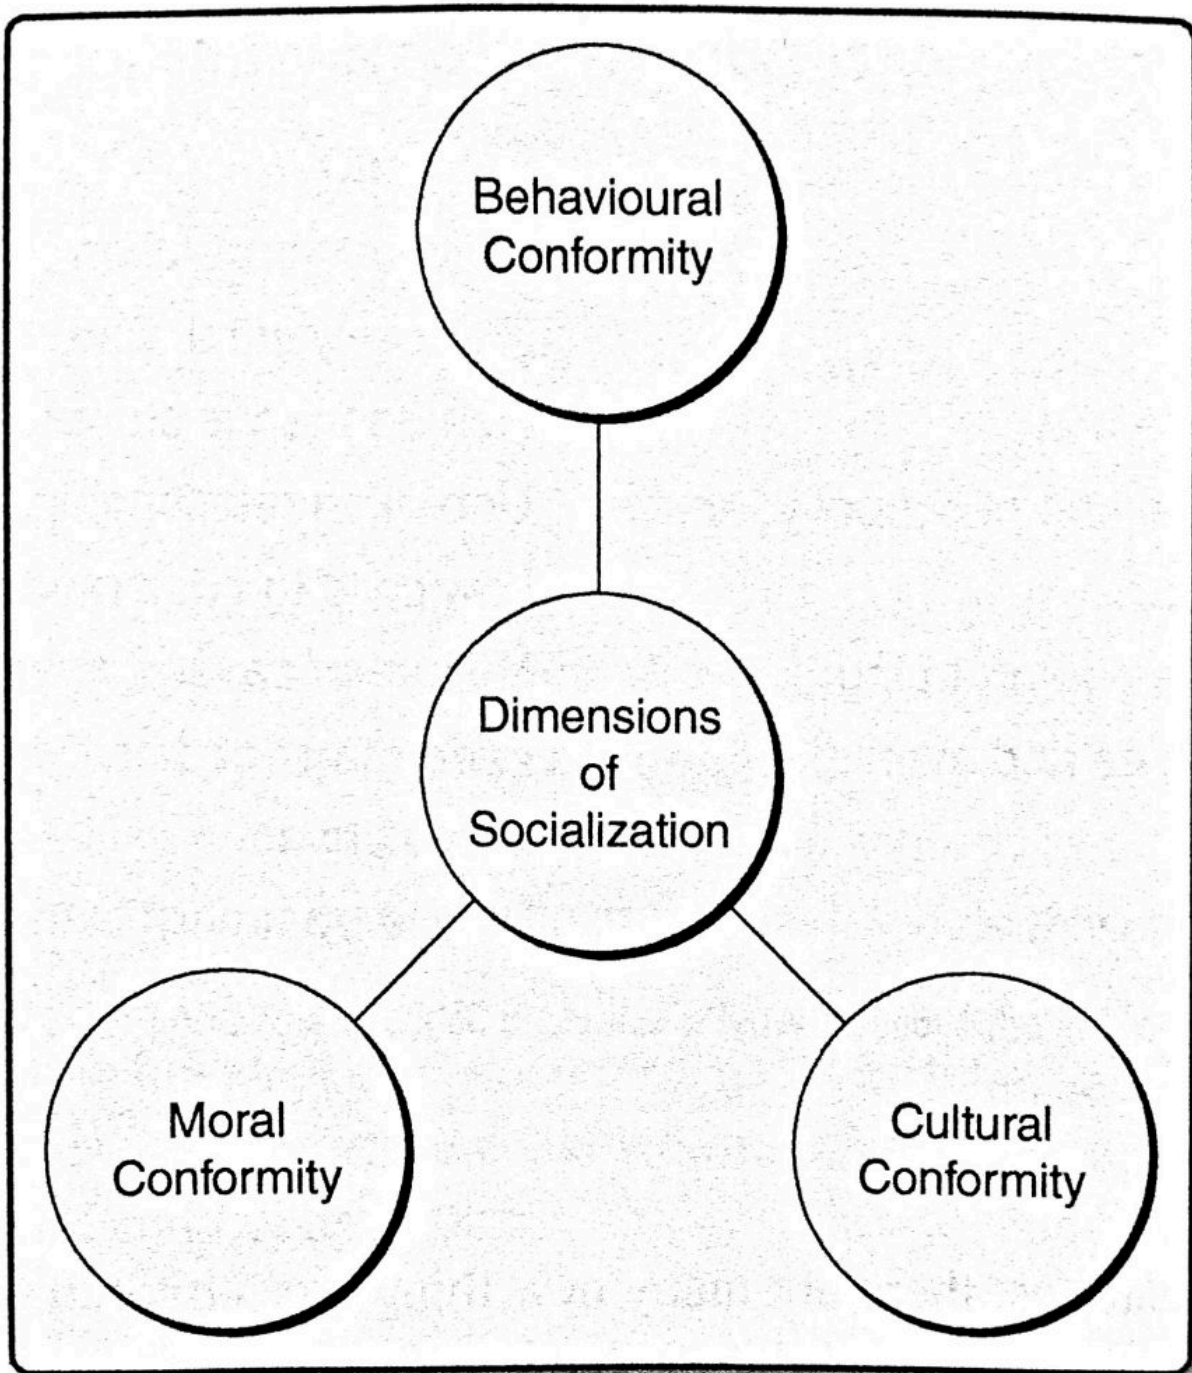 Behavioural
Conformity
Dimensions
of
Socialization
Moral
Conformity
Cultural
Conformity